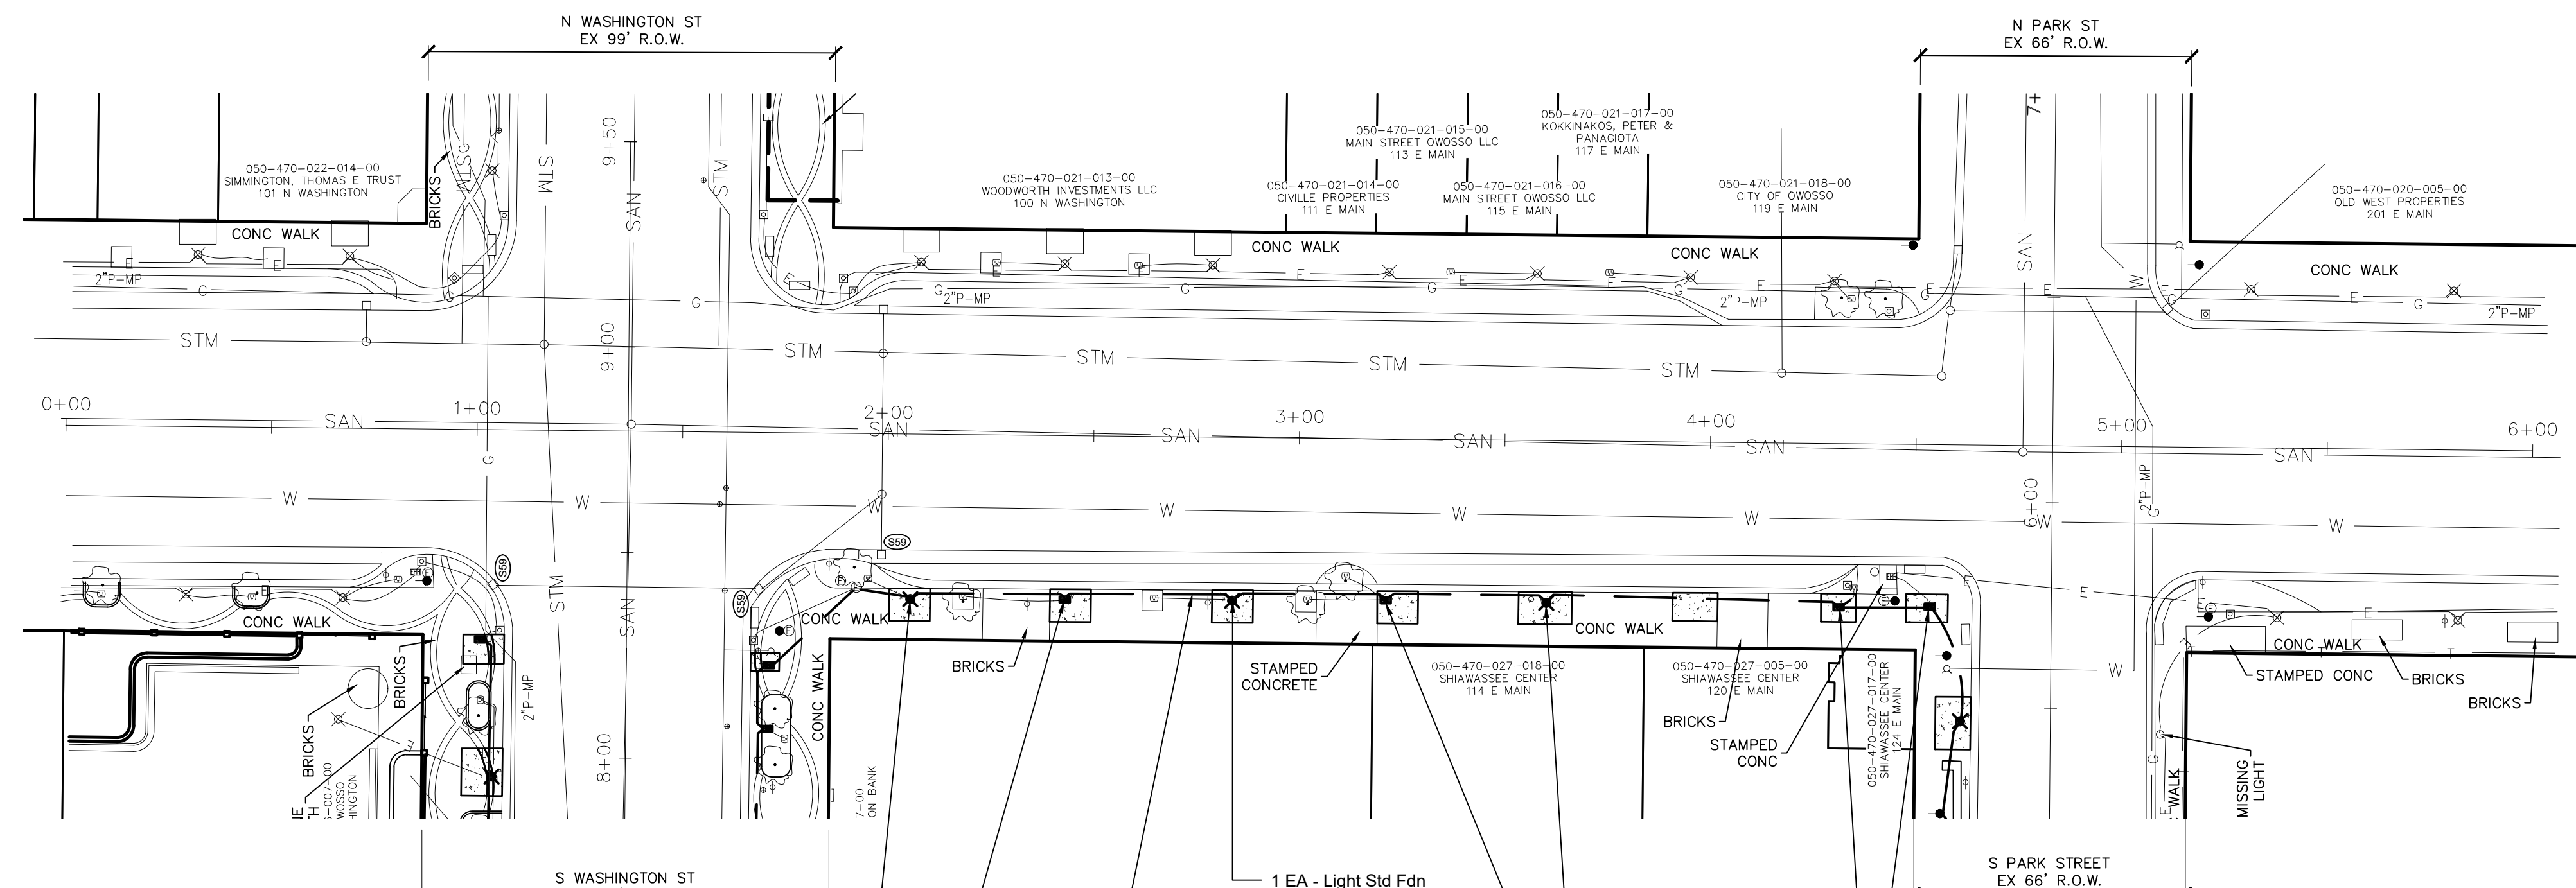 N WASHINGTON ST
EX 99' R.O.W.
N PARK ST
EX 66' R.O.W.
050-470-022-014-00
SIMMINGTON, THOMAS E TRUST
101 N WASHINGTON
BRICKS
STM
STM
9+50
SAN
STM
050-470-021-013-00
WOODWORTH INVESTMENTS LLC
100 N WASHINGTON
050-470-021-014-00
CIVILLE PROPERTIES
111 E MAIN
050-470-021-015-00
MAIN STREET OWOSSO LLC
113 E MAIN
050-470-021-016-00
MAIN STREET OWOSSO LLC
115 E MAIN
050-470-021-017-00
KOKKINAKOS, PETER &
PANAGIOTA
117 E MAIN
050-470-021-018-00
CITY OF OWOSSO
119 E MAIN
7+
SAN
W
050-470-020-005-00
OLD WEST PROPERTIES
201 E MAIN
CONC WALK
CONC WALK
CONC WALK
CONC WALK
E
E
E
E
E
E
E
E
E
E
E
E
2"P-MP
G
G
G
G
2"P-MP
G
G
G
2"P-MP
G
G
G
2"P-MP
STM
9+00
STM
STM
STM
STM
0+00
1+00
2+00
3+00
4+00
5+00
6+00
SAN
SAN
SAN
SAN
SAN
SAN
G
2"P-MP
G
6+00
W
W
W
W
W
W
W
W
S59
S59
S59
STM
SAN
8+00
CONC WALK
BRICKS
BRICKS
2"P-MP
E
S-007-00
WOSSO
HINGTON
CONC WALK
CONC WALK
BRICKS
STAMPED
CONCRETE
CONC WALK
050-470-027-018-00
SHIAWASSEE CENTER
114 E MAIN
050-470-027-005-00
SHIAWASSEE CENTER
120 E MAIN
BRICKS
STAMPED
CONC
050-470-027-017-00
SHIAWASSEE CENTER
124 E MAIN
7-00
ON BANK
E
E
E
E
W
CONC WALK
STAMPED CONC
BRICKS
BRICKS
T
T
T
G
E
WALK
MISSING
LIGHT
S WASHINGTON ST
1 EA - Light Std Fdn
S PARK STREET
EX 66' R.O.W.